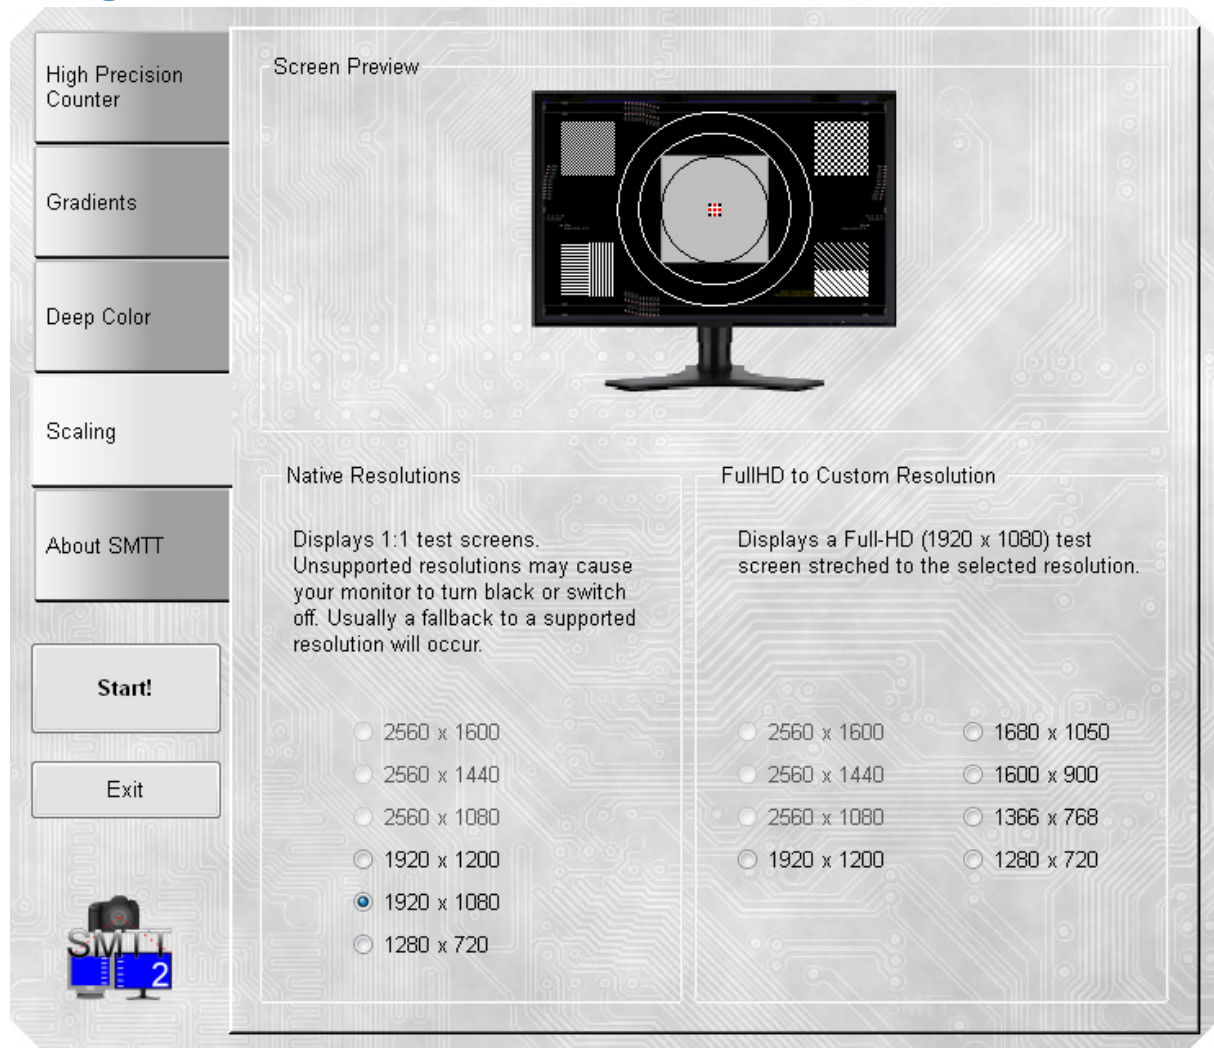 High Precision
Counter
Gradients
Deep Color
Scaling
About SMTT
Start!
Exit
SMTT
2
Screen Preview
Native Resolutions
Displays 1:1 test screens.
Unsupported resolutions may cause
your monitor to turn black or switch
off. Usually a fallback to a supported
resolution will occur.
2560 x 1600
2560 x 1440
2560 x 1080
1920 x 1200
1920 x 1080
1280 x 720
FullHD to Custom Resolution
Displays a Full-HD (1920 x 1080) test
screen streched to the selected resolution.
2560 x 1600
2560 x 1440
2560 x 1080
1920 x 1200
1680 x 1050
1600 x 900
1366 x 768
1280 x 720